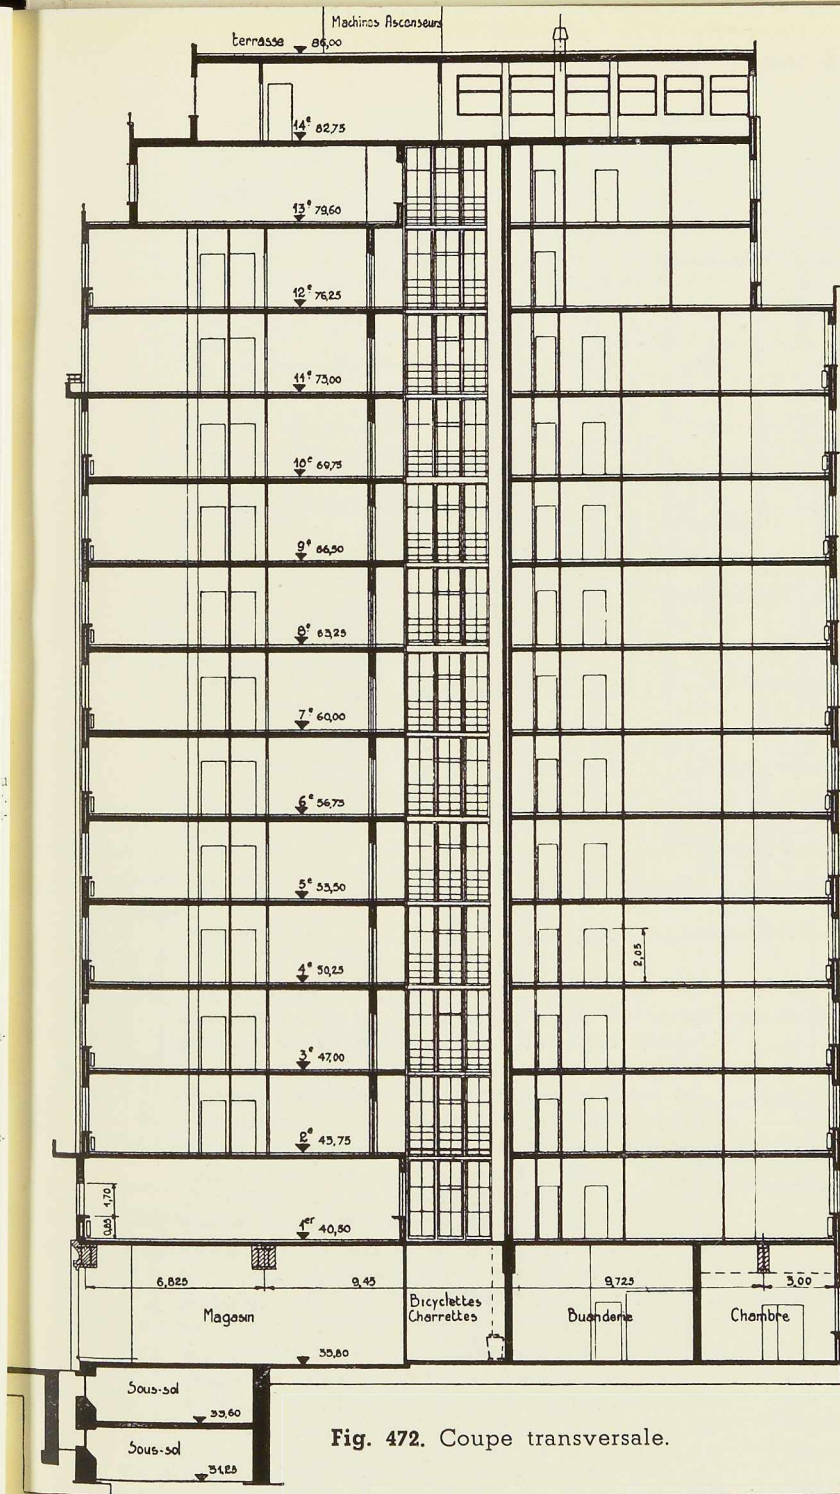 Machines Ascenseurs
terrasse 86,00
14e 82,75
13e 79,60
12e 76,25
11e 73,00
10e 69,75
9e 66,50
8e 63,25
7e 60,00
6e 56,75
5e 53,50
4e 50,25
2,05
3e 47,00
2e 43,75
1,70
0,85
1er 40,50
6,825 9,45 9,725 3,00
Magasin
Bicyclettes
Charrettes
Buanderie
Chambre
35,80
Sous-sol
33,60
Sous-sol
31,25
Fig. 472. Coupe transversale.